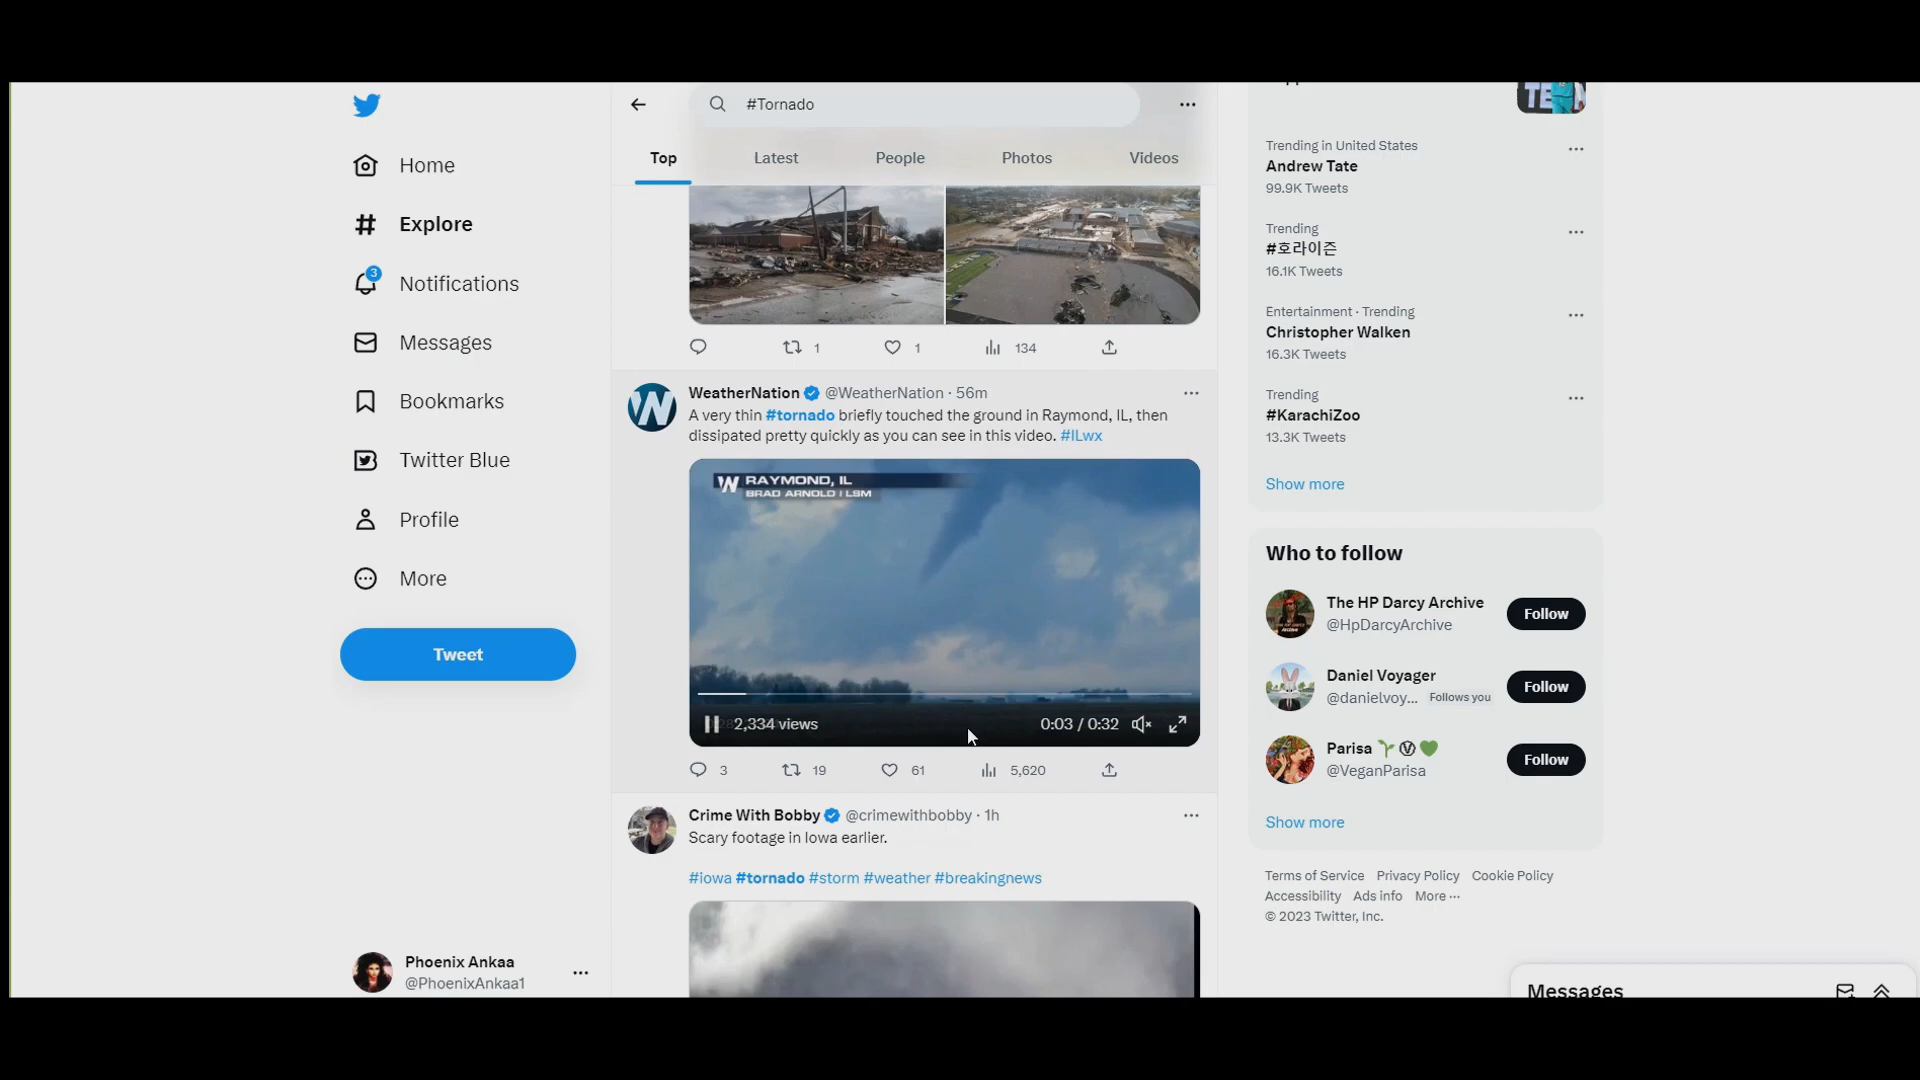 #Tornado
Top
Latest
People
Photos
Videos
Home
Explore
3
Notifications
Messages
Bookmarks
Twitter Blue
Profile
More
Tweet
Phoenix Ankaa
@PhoenixAnkaa1
1
1
134
WeatherNation @WeatherNation · 56m
A very thin #tornado briefly touched the ground in Raymond, IL, then
dissipated pretty quickly as you can see in this video. #ILwx
W RAYMOND, IL
BRAD ARNOLD | LSM
2,334 views
0:03 / 0:32
3
19
61
5,620
Crime With Bobby @crimewithbobby · 1h
Scary footage in Iowa earlier.
#iowa #tornado #storm #weather #breakingnews
Trending in United States
Andrew Tate
99.9K Tweets
Trending
#호라이즌
16.1K Tweets
Entertainment · Trending
Christopher Walken
16.3K Tweets
Trending
#KarachiZoo
13.3K Tweets
Show more
Who to follow
The HP Darcy Archive
@HpDarcyArchive
Follow
Daniel Voyager
@danielvoy... Follows you
Follow
Parisa
@VeganParisa
Follow
Show more
Terms of Service Privacy Policy Cookie Policy
Accessibility Ads info More ···
© 2023 Twitter, Inc.
Messages